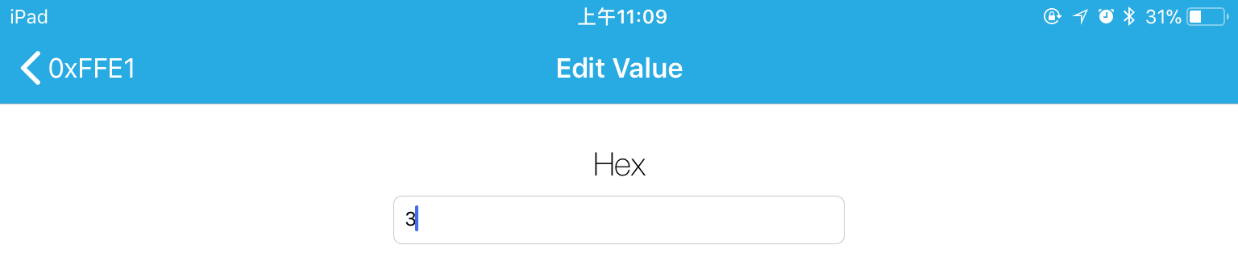 iPad 上午11:09 31%
0xFFE1 Edit Value
Hex
3